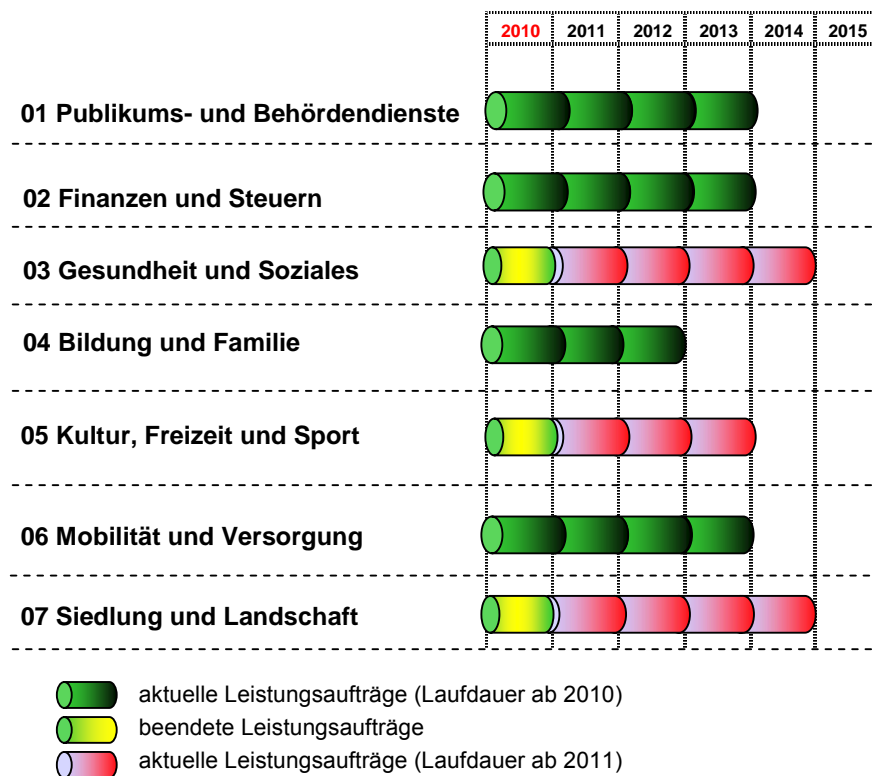 2010 2011 2012 2013 2014 2015
01 Publikums- und Behördendienste
02 Finanzen und Steuern
03 Gesundheit und Soziales
04 Bildung und Familie
05 Kultur, Freizeit und Sport
06 Mobilität und Versorgung
07 Siedlung und Landschaft
aktuelle Leistungsaufträge (Laufdauer ab 2010)
beendete Leistungsaufträge
aktuelle Leistungsaufträge (Laufdauer ab 2011)